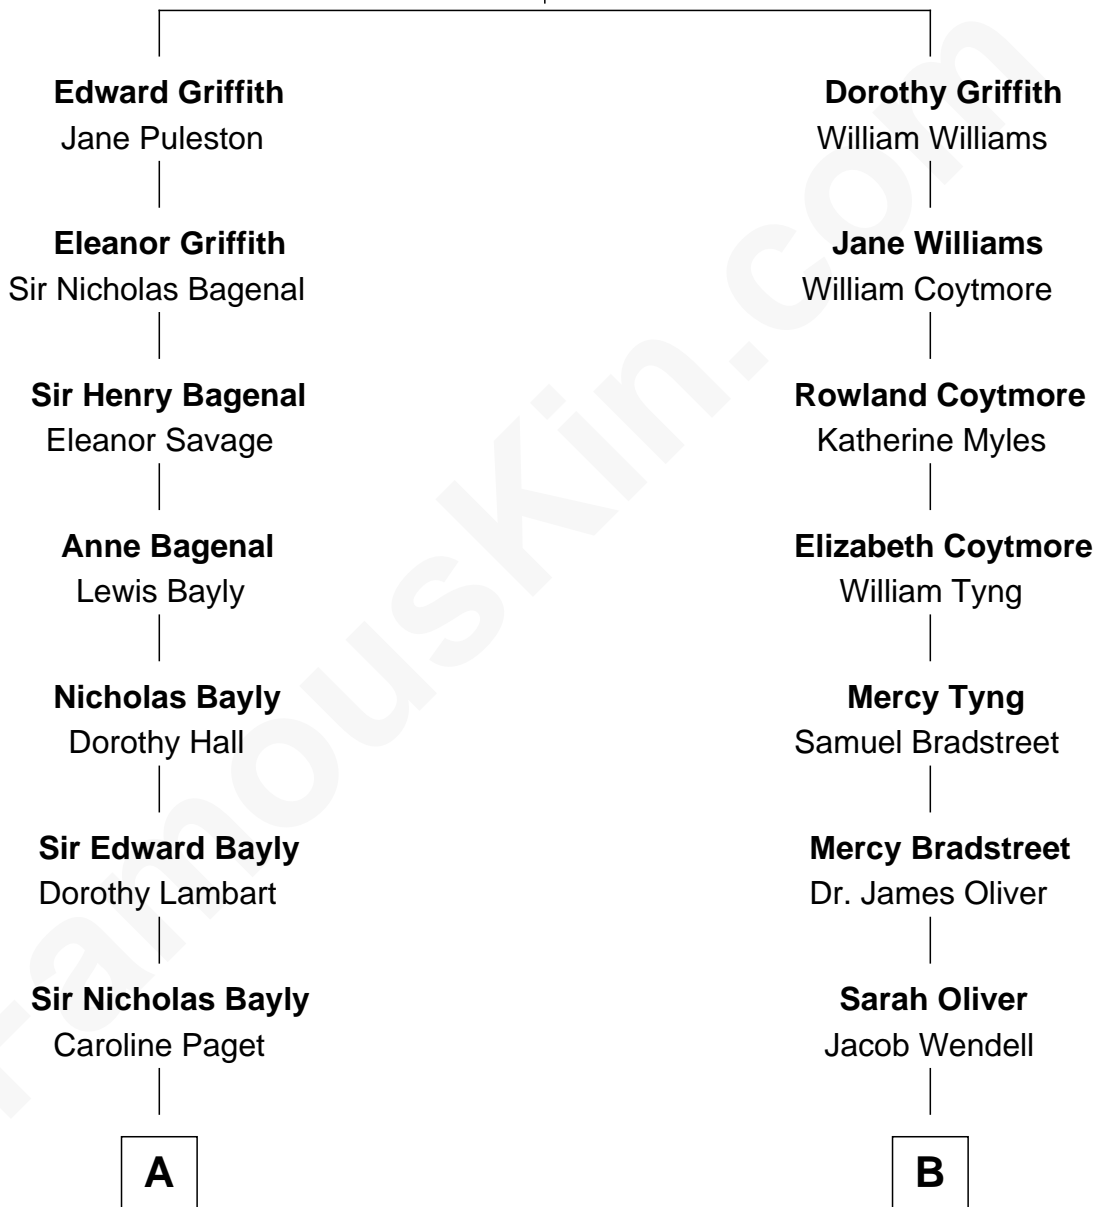 Edward Griffith
Jane Puleston
Eleanor Griffith
Sir Nicholas Bagenal
Sir Henry Bagenal
Eleanor Savage
Anne Bagenal
Lewis Bayly
Nicholas Bayly
Dorothy Hall
Sir Edward Bayly
Dorothy Lambart
Sir Nicholas Bayly
Caroline Paget
A
Dorothy Griffith
William Williams
Jane Williams
William Coytmore
Rowland Coytmore
Katherine Myles
Elizabeth Coytmore
William Tyng
Mercy Tyng
Samuel Bradstreet
Mercy Bradstreet
Dr. James Oliver
Sarah Oliver
Jacob Wendell
B
FamousKin.com